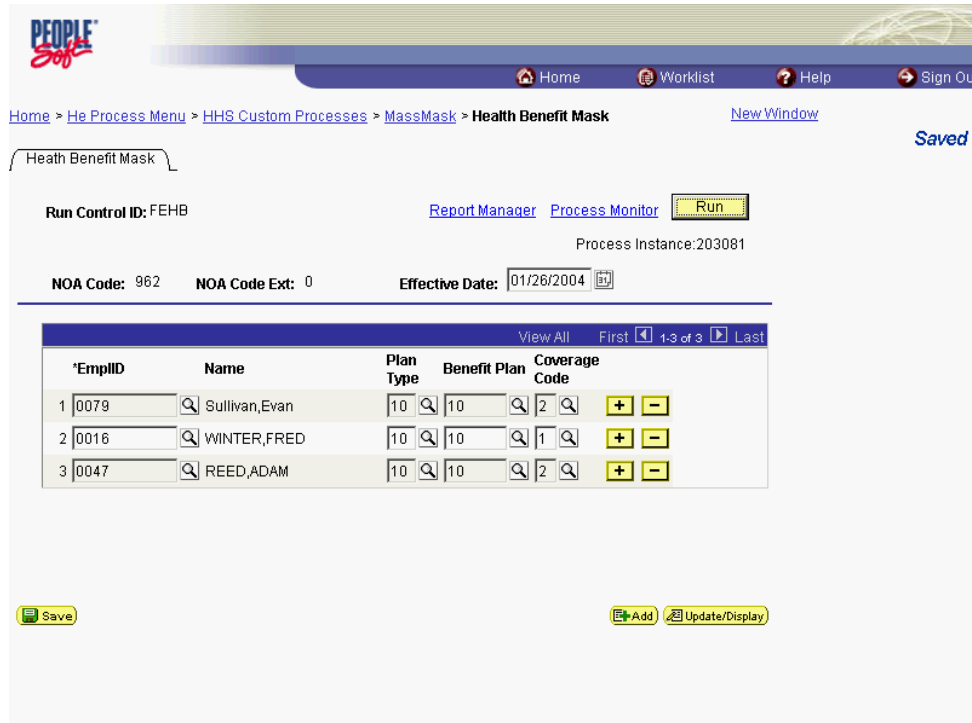 PEOPLE
Soft
Home Worklist Help Sign Ou
Home > He Process Menu > HHS Custom Processes > MassMask > Health Benefit Mask New Window
Saved
Heath Benefit Mask
Run Control ID: FEHB Report Manager Process Monitor Run
Process Instance:203081
NOA Code: 962 NOA Code Ext: 0 Effective Date: 01/26/2004
View All First 1-3 of 3 Last
*EmplID Name Plan Type Benefit Plan Coverage Code
1 0079 Sullivan,Evan 10 10 2 + −
2 0016 WINTER,FRED 10 10 1 + −
3 0047 REED,ADAM 10 10 2 + −
Save Add Update/Display